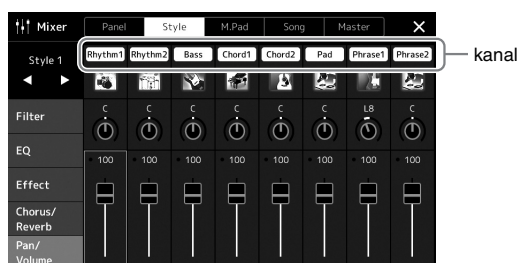 Mixer Panel Style M.Pad Song Master
Style 1 Rhythm1 Rhythm2 Bass Chord1 Chord2 Pad Phrase1 Phrase2 kanal
C C C C C C L8 C
Filter
EQ
100 100 100 100 100 100 100 100
Effect
Chorus/
Reverb
Pan/
Volume